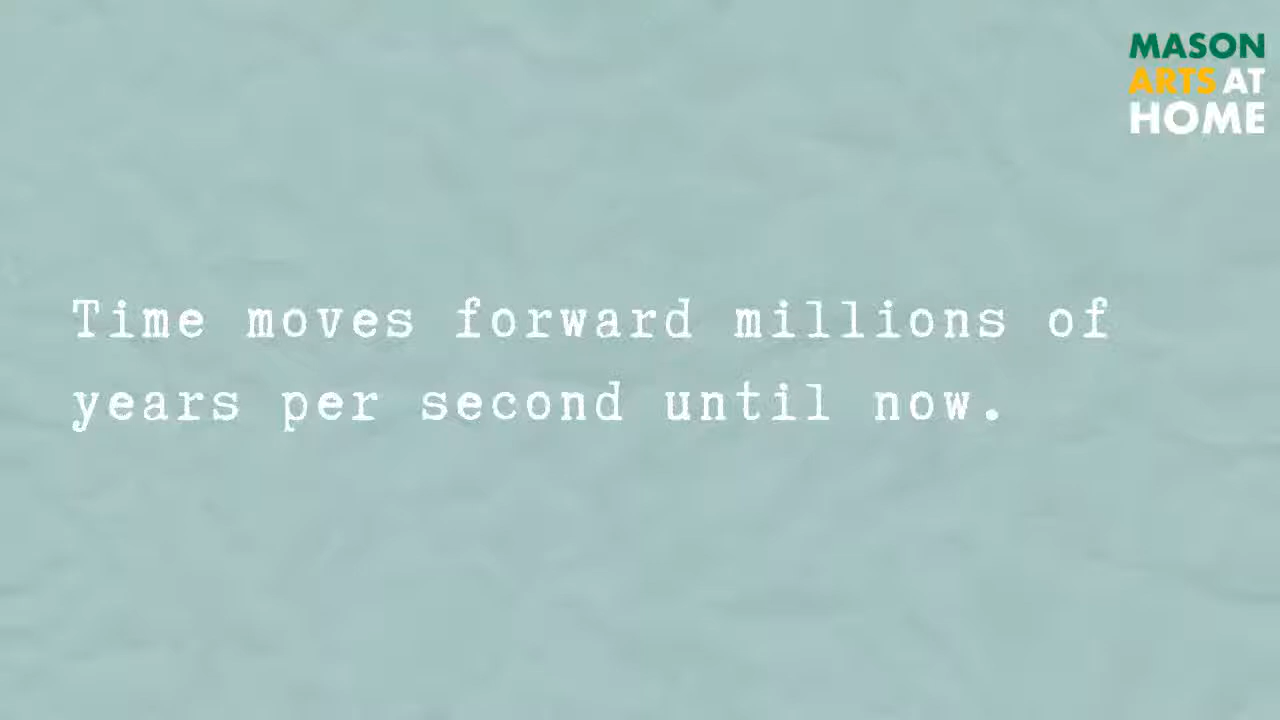 MASON
ARTS AT
HOME
Time moves forward millions of
years per second until now.